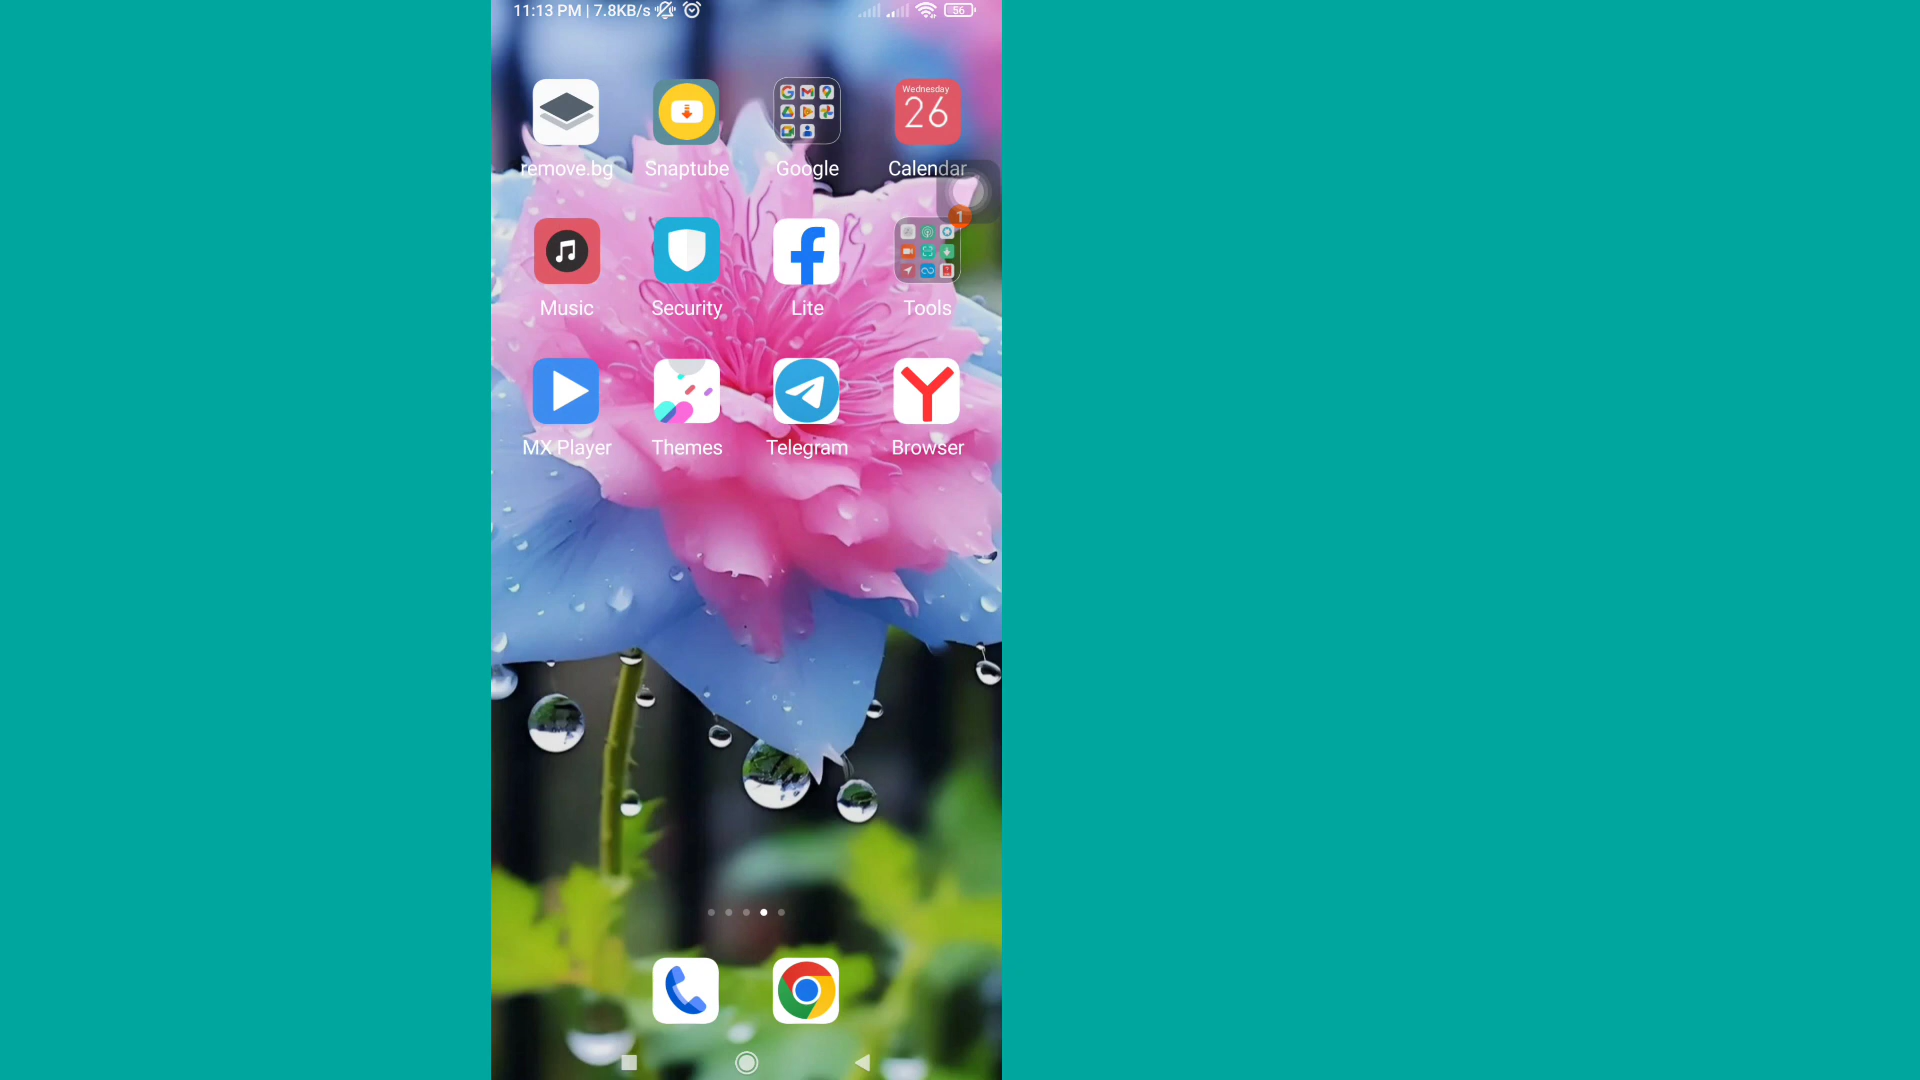 11:13 PM | 7.8KB/s
56
Wednesday
26
remove.bg
Snaptube
Google
Calendar
1
Music
Security
Lite
Tools
MX Player
Themes
Telegram
Browser